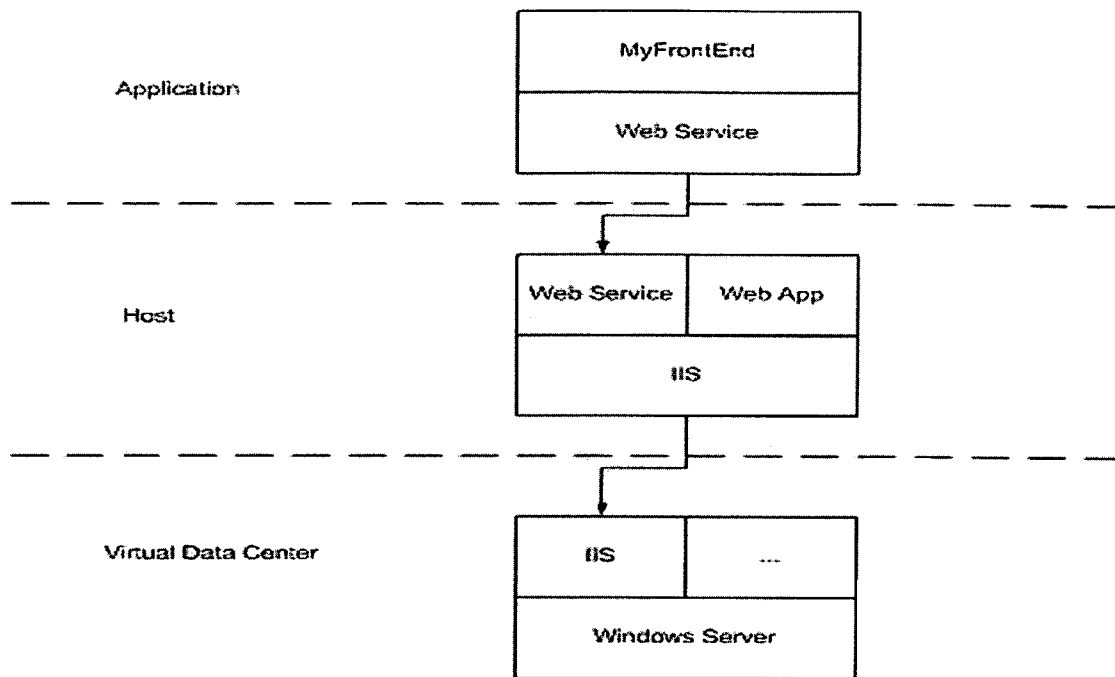 MyFrontEnd
Application
Web Service
Web Service
Web App
Host
IIS
Virtual Data Center
IIS
...
Windows Server